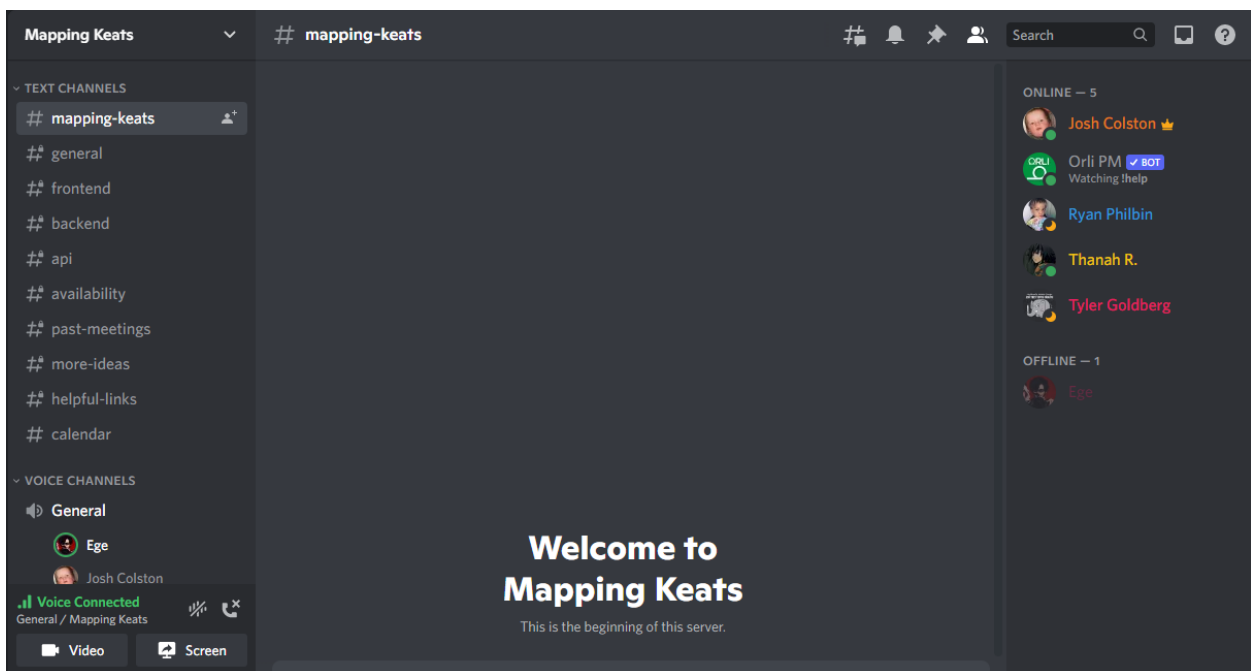 Mapping Keats
# mapping-keats
Search
TEXT CHANNELS
# mapping-keats
general
frontend
backend
api
availability
past-meetings
more-ideas
helpful-links
# calendar
VOICE CHANNELS
General
Ege
Josh Colston
Voice Connected
General / Mapping Keats
Video
Screen
Welcome to
Mapping Keats
This is the beginning of this server.
ONLINE — 5
Josh Colston
ORLI
Orli PM ✓ BOT
Watching !help
Ryan Philbin
Thanah R.
Tyler Goldberg
OFFLINE — 1
Ege